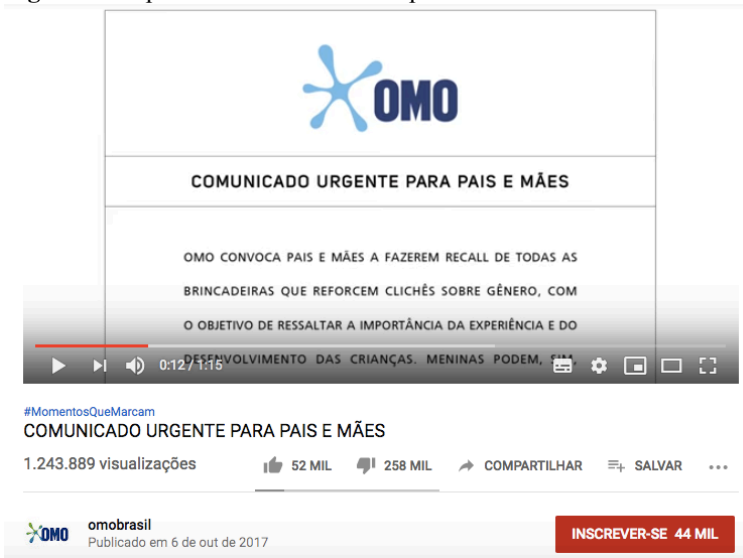 OMO
COMUNICADO URGENTE PARA PAIS E MÃES
OMO CONVOCA PAIS E MÃES A FAZEREM RECALL DE TODAS AS
BRINCADEIRAS QUE REFORCEM CLICHÊS SOBRE GÊNERO, COM
O OBJETIVO DE RESSALTAR A IMPORTÂNCIA DA EXPERIÊNCIA E DO
DESENVOLVIMENTO DAS CRIANÇAS. MENINAS PODEM, SIM,
0:12 / 1:15
#MomentosQueMarcam
COMUNICADO URGENTE PARA PAIS E MÃES
1.243.889 visualizações 52 MIL 258 MIL COMPARTILHAR SALVAR
OMO
omobrasil
Publicado em 6 de out de 2017
INSCREVER-SE 44 MIL